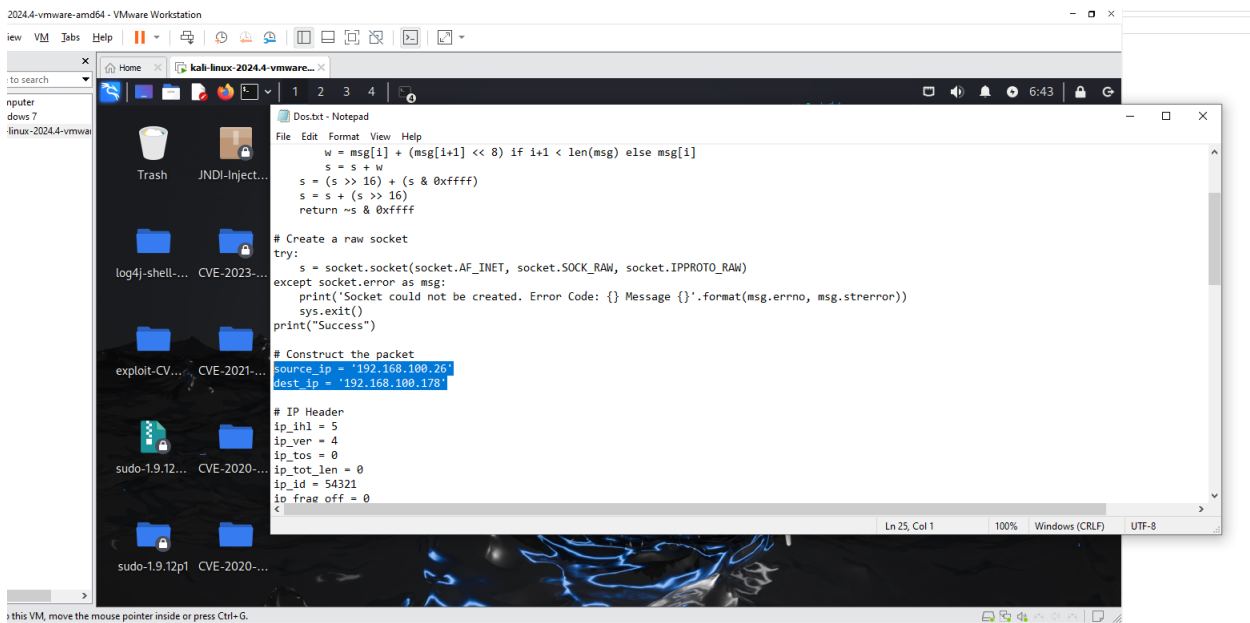 2024.4-vmware-amd64 - VMware Workstation
iew VM Tabs Help
to search
Home kali-linux-2024.4-vmware...
mputer
dows 7
-linux-2024.4-vmwar
1 2 3 4
6:43
Trash
JNDI-Inject...
log4j-shell-...
CVE-2023-...
exploit-CV...
CVE-2021-...
sudo-1.9.12...
CVE-2020-...
sudo-1.9.12p1
CVE-2020-...
Dos.txt - Notepad
File Edit Format View Help
w = msg[i] + (msg[i+1] << 8) if i+1 < len(msg) else msg[i]
s = s + w
s = (s >> 16) + (s & 0xffff)
s = s + (s >> 16)
return ~s & 0xffff
# Create a raw socket
try:
s = socket.socket(socket.AF_INET, socket.SOCK_RAW, socket.IPPROTO_RAW)
except socket.error as msg:
print('Socket could not be created. Error Code: {} Message {}'.format(msg.errno, msg.strerror))
sys.exit()
print("Success")
# Construct the packet
source_ip = '192.168.100.26'
dest_ip = '192.168.100.178'
# IP Header
ip_ihl = 5
ip_ver = 4
ip_tos = 0
ip_tot_len = 0
ip_id = 54321
ip_frag_off = 0
Ln 25, Col 1 100% Windows (CRLF) UTF-8
this VM, move the mouse pointer inside or press Ctrl+G.